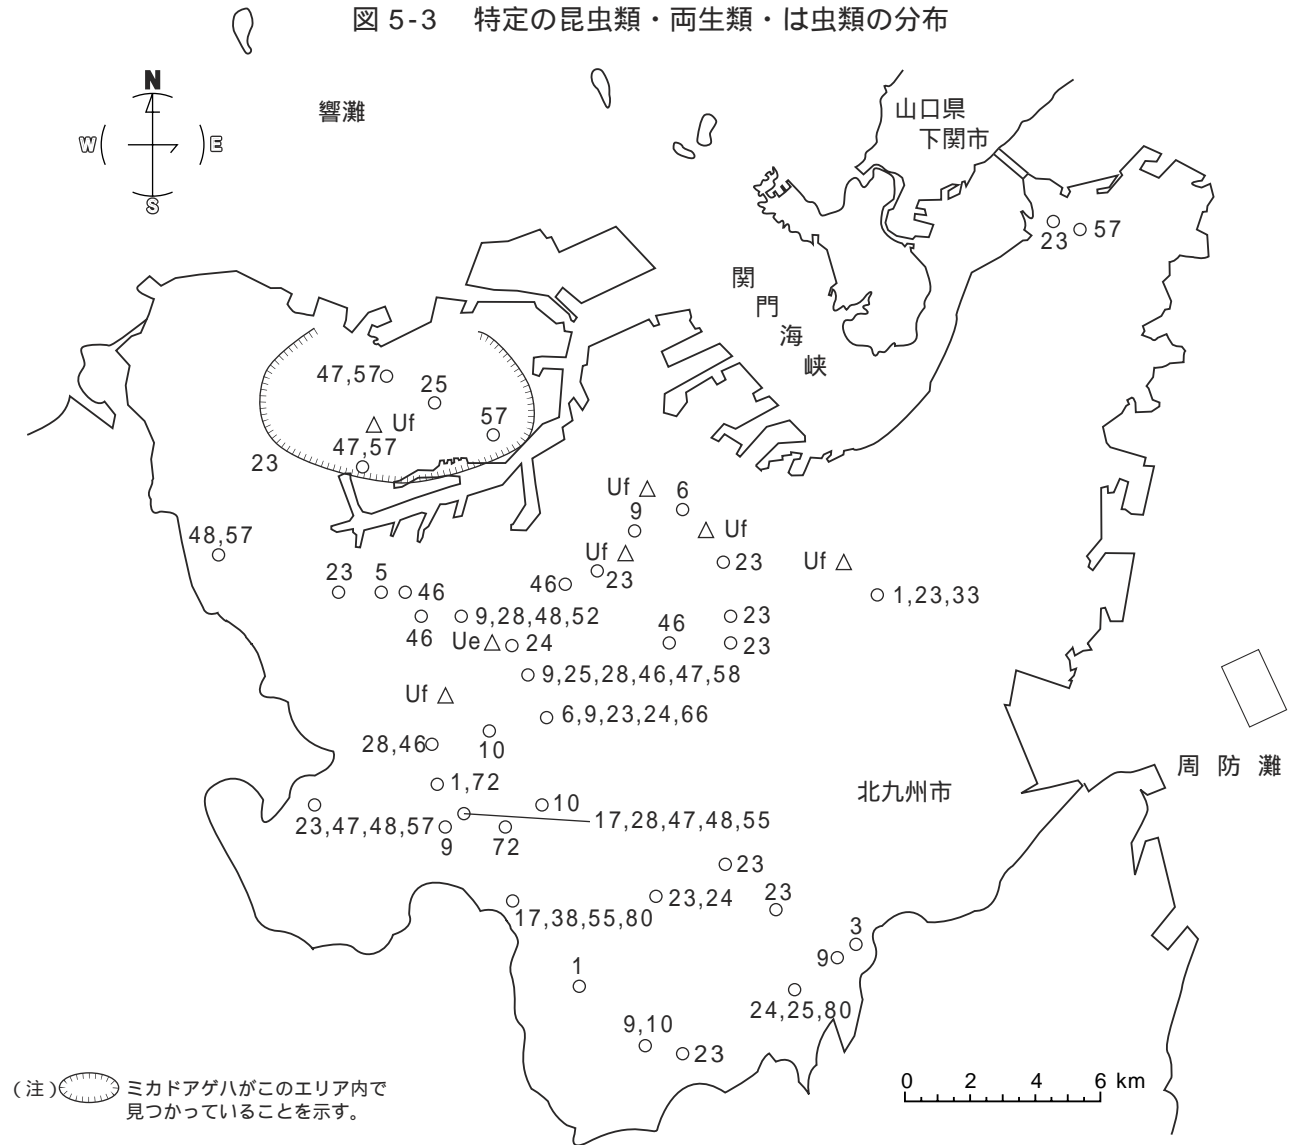 図 5-3 特定の昆虫類・両生類・は虫類の分布
N
W
E
S
響灘
山口県
下関市
23
57
関
門
海
峡
47,57
25
Uf
57
47,57
23
Uf
6
9
Uf
48,57
Uf
23
Uf
23
5
46
46
23
1,23,33
46
9,28,48,52
46
23
Ue
24
23
9,25,28,46,47,58
Uf
6,9,23,24,66
28,46
10
周防灘
1,72
北九州市
10
23,47,48,57
17,28,47,48,55
9
72
23
23,24
23
17,38,55,80
3
9
1
24,25,80
9,10
23
(注) ミカドアゲハがこのエリア内で
見つかっていることを示す。
0 2 4 6 km